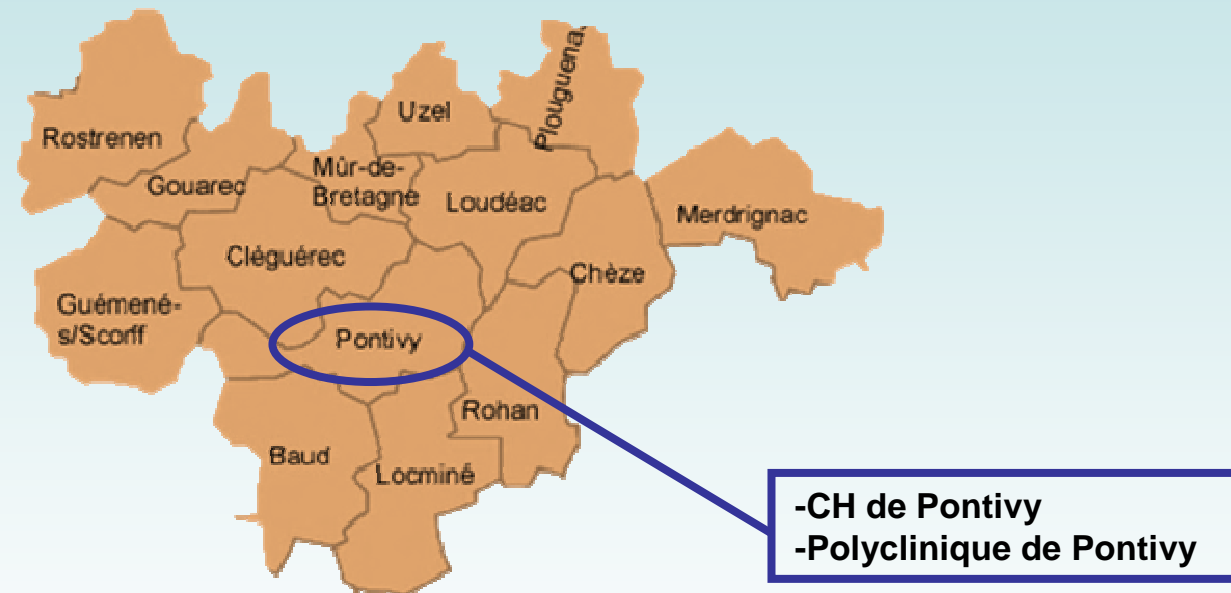 Plouguena
Uzel
Rostrenen
Mûr-de-
Bretagne
Gouarec
Loudéac
Merdrignac
Cléguérec
Chèze
Guémené-
s/Scorff
Pontivy
Rohan
Baud
Locminé
-CH de Pontivy
-Polyclinique de Pontivy